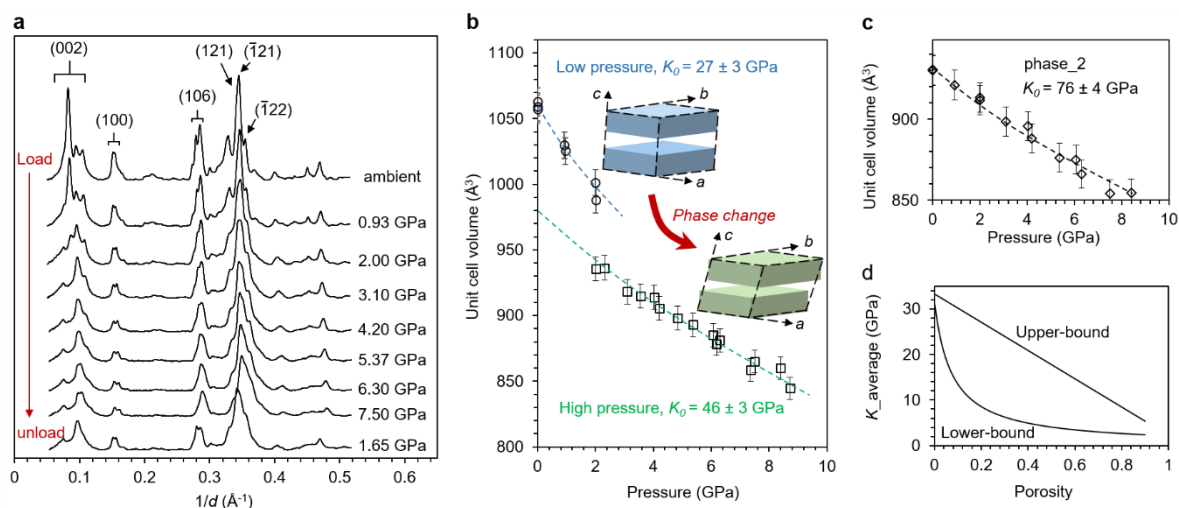 a
(002)
(100)
(106)
(121)
(1̄21)
(1̄22)
Load
unload
ambient
0.93 GPa
2.00 GPa
3.10 GPa
4.20 GPa
5.37 GPa
6.30 GPa
7.50 GPa
1.65 GPa
0 0.1 0.2 0.3 0.4 0.5 0.6
1/d (Å⁻¹)
b
Unit cell volume (Å³)
1100
1050
1000
950
900
850
800
Low pressure, K₀ = 27 ± 3 GPa
c
b
a
Phase change
c
b
a
High pressure, K₀ = 46 ± 3 GPa
0 2 4 6 8 10
Pressure (GPa)
c
Unit cell volume (Å³)
950
850
phase_2
K₀ = 76 ± 4 GPa
0 2 4 6 8 10
Pressure (GPa)
d
K_average (GPa)
30
20
10
0
Upper-bound
Lower-bound
0 0.2 0.4 0.6 0.8 1
Porosity